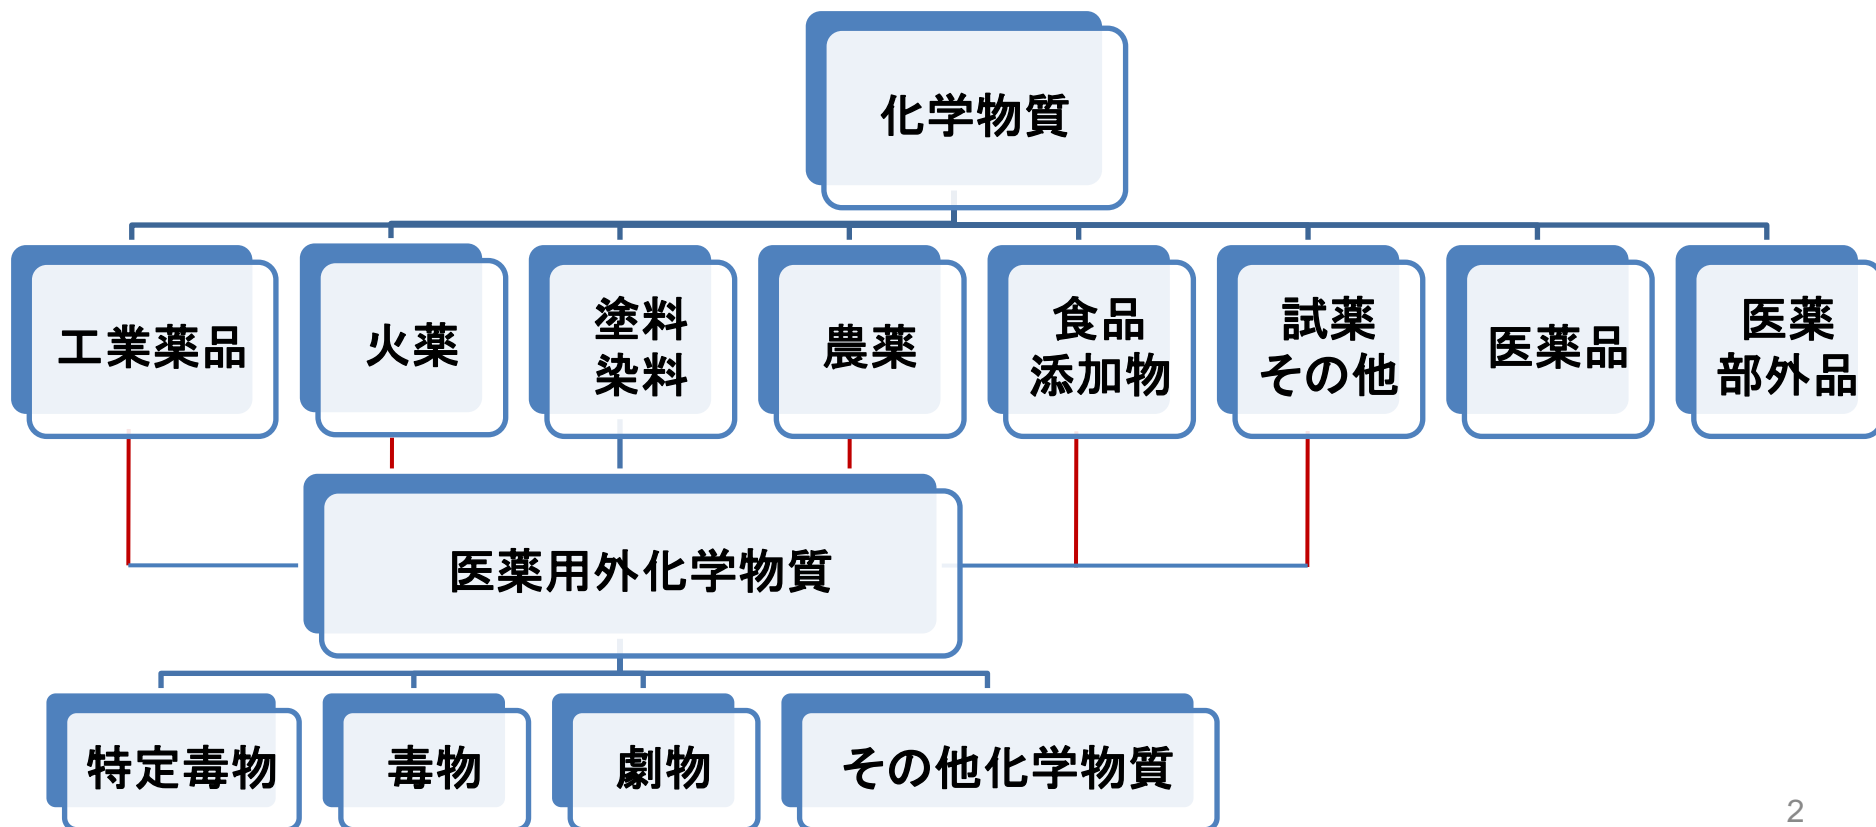 化学物質
工業薬品
火薬
塗料
染料
農薬
食品
添加物
試薬
その他
医薬品
医薬
部外品
医薬用外化学物質
特定毒物
毒物
劇物
その他化学物質
2